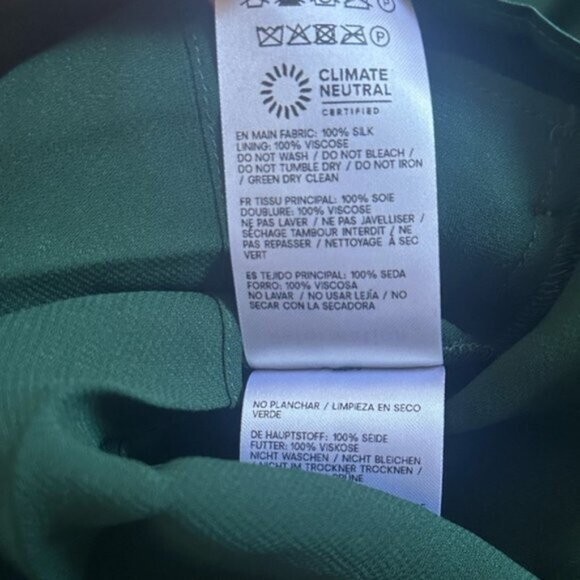 P
CLIMATE
NEUTRAL
CERTIFIED
EN MAIN FABRIC: 100% SILK
LINING: 100% VISCOSE
DO NOT WASH / DO NOT BLEACH /
DO NOT TUMBLE DRY / DO NOT IRON
/ GREEN DRY CLEAN
FR TISSU PRINCIPAL: 100% SOIE
DOUBLURE: 100% VISCOSE
NE PAS LAVER / NE PAS JAVELLISER /
SÉCHAGE TAMBOUR INTERDIT / NE
PAS REPASSER / NETTOYAGE À SEC
VERT
ES TEJIDO PRINCIPAL: 100% SEDA
FORRO: 100% VISCOSA
NO LAVAR / NO USAR LEJÍA / NO
SECAR CON LA SECADORA
NO PLANCHAR / LIMPIEZA EN SECO
VERDE
DE HAUPTSTOFF: 100% SEIDE
FUTTER: 100% VISKOSE
NICHT WASCHEN / NICHT BLEICHEN
/ NICHT IM TROCKNER TROCKNEN /